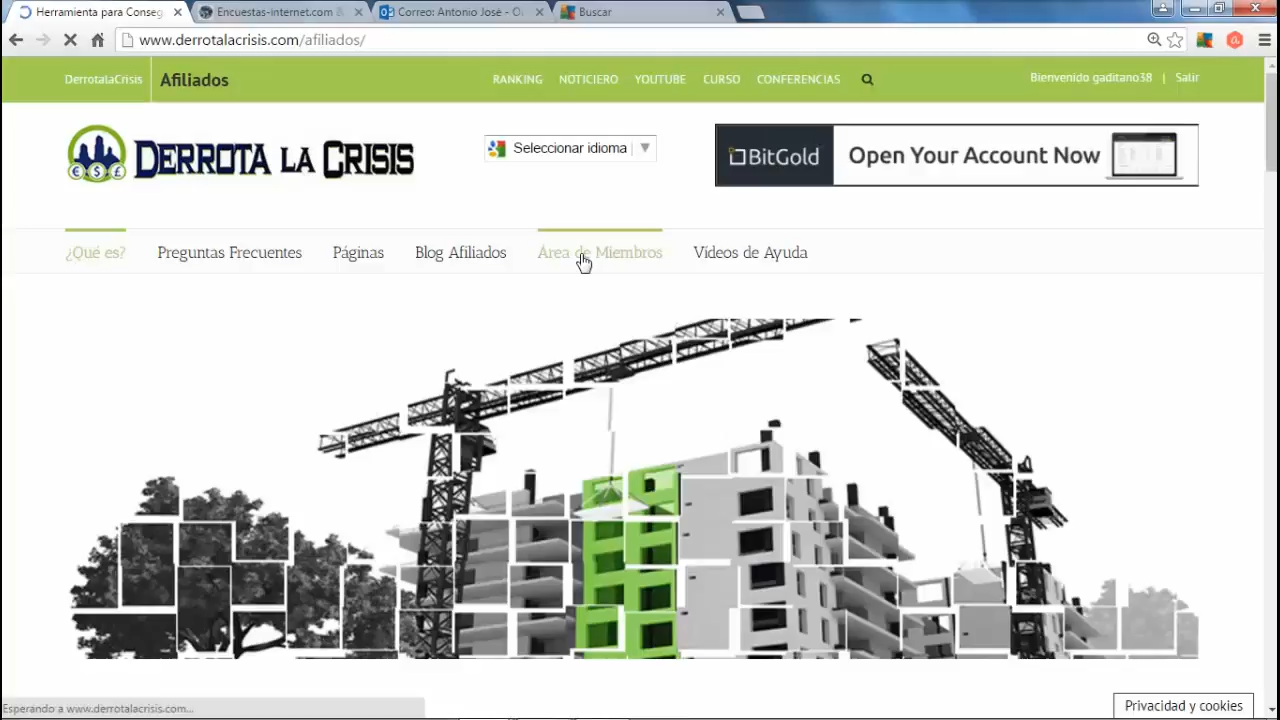 Herramienta para Conseg
Encuestas-internet.com &
Correo: Antonio José - O
Buscar
www.derrotalacrisis.com/afiliados/
DerrotalaCrisis
Afiliados
RANKING
NOTICIERO
YOUTUBE
CURSO
CONFERENCIAS
Bienvenido gaditano38 | Salir
DERROTA LA CRISIS
€ $ £
Seleccionar idioma
BitGold
Open Your Account Now
¿Qué es?
Preguntas Frecuentes
Páginas
Blog Afiliados
Área de Miembros
Vídeos de Ayuda
Esperando a www.derrotalacrisis.com...
Privacidad y cookies